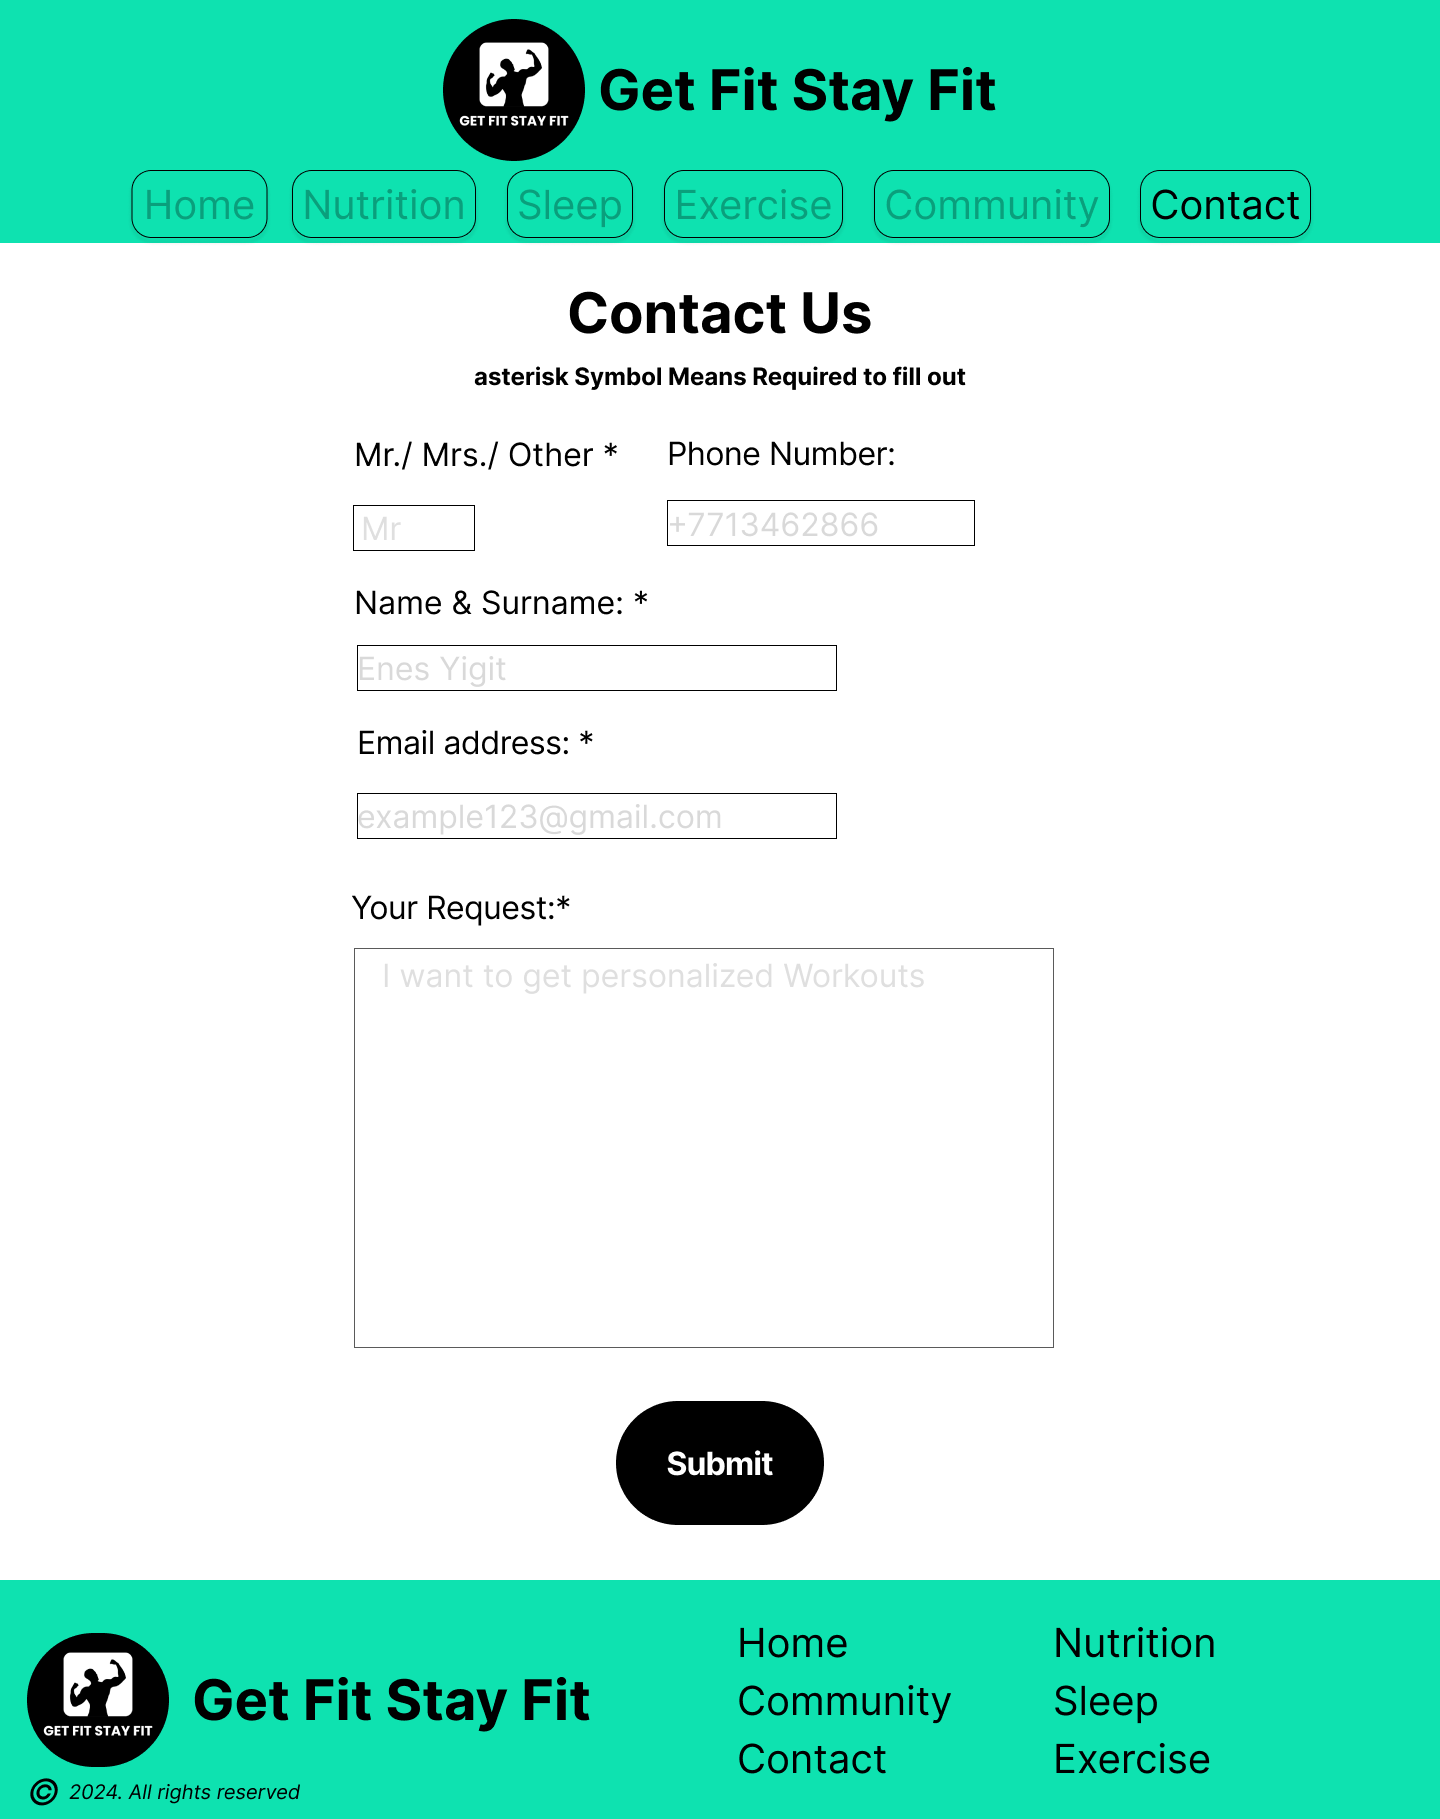 GET FIT STAY FIT
Get Fit Stay Fit
Home Nutrition Sleep Exercise Community Contact
Contact Us
asterisk Symbol Means Required to fill out
Mr./ Mrs./ Other * Phone Number:
Mr +7713462866
Name & Surname: *
Enes Yigit
Email address: *
example123@gmail.com
Your Request:*
I want to get personalized Workouts
Submit
GET FIT STAY FIT
Get Fit Stay Fit
Home Nutrition
Community Sleep
Contact Exercise
© 2024. All rights reserved